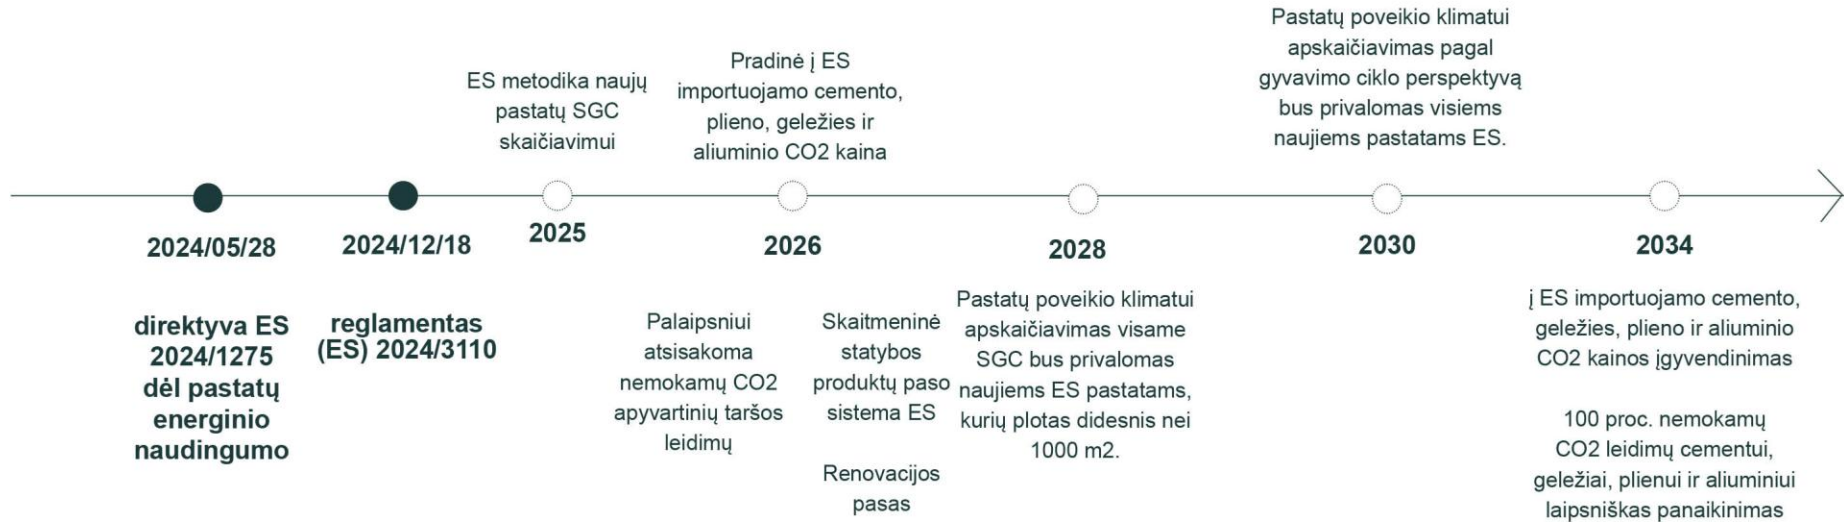 ES metodika naujų
pastatų SGC
skaičiavimui
Pradinė į ES
importuojamo cemento,
plieno, geležies ir
aliuminio CO2 kaina
Pastatų poveikio klimatui
apskaičiavimas pagal
gyvavimo ciklo perspektyvą
bus privalomas visiems
naujiems pastatams ES.
2024/05/28
2024/12/18
2025
2026
2028
2030
2034
direktyva ES
2024/1275
dėl pastatų
energinio
naudingumo
reglamentas
(ES) 2024/3110
Palaipsniui
atsisakoma
nemokamų CO2
apyvartinių taršos
leidimų
Skaitmeninė
statybos
produktų paso
sistema ES
Renovacijos
pasas
Pastatų poveikio klimatui
apskaičiavimas visame
SGC bus privalomas
naujiems ES pastatams,
kurių plotas didesnis nei
1000 m2.
į ES importuojamo cemento,
geležies, plieno ir aliuminio
CO2 kainos įgyvendinimas
100 proc. nemokamų
CO2 leidimų cementui,
geležiai, plienui ir aliuminiui
laipsniškas panaikinimas